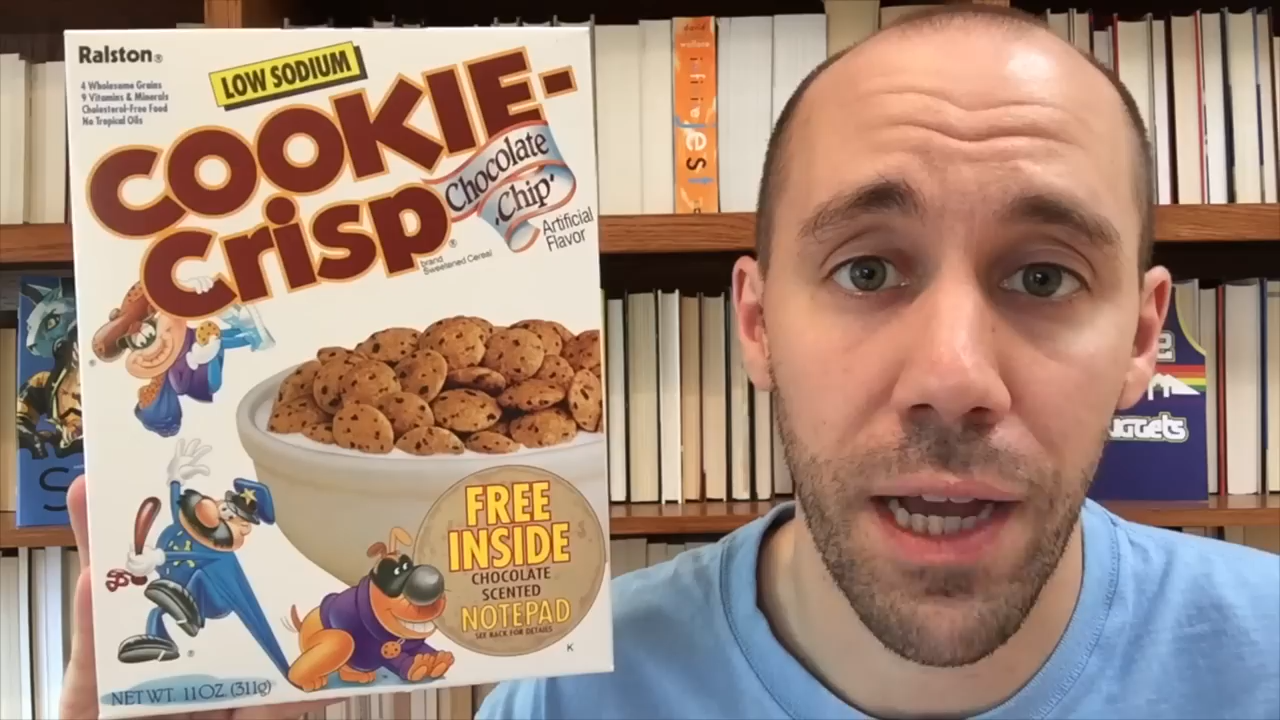 Ralston®
4 Wholesome Grains
9 Vitamins & Minerals
Cholesterol-Free Food
No Tropical Oils
LOW SODIUM
COOKIE-
Crisp®
Chocolate
Chip
Artificial
Flavor
brand
Sweetened Cereal
FREE
INSIDE
CHOCOLATE
SCENTED
NOTEPAD
SEE BACK FOR DETAILS
K
NET WT. 11 OZ (311g)
david
wallace